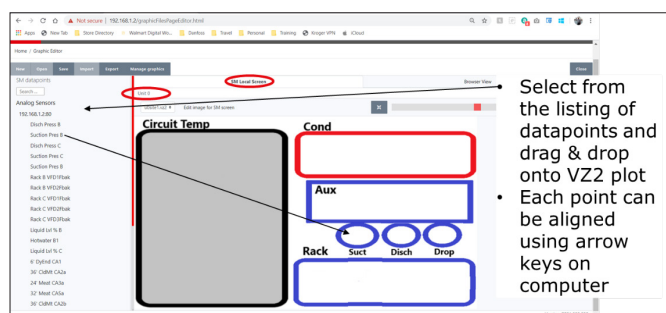 Not secure | 192.168.1.2/graphicFilesPageEditor.html
Apps New Tab Store Directory Walmart Digital Wo... Danfoss Travel Personal Training Kroger VPN iCloud
Home / Graphic Editor
New Open Save Import Export Manage graphics Close
SM datapoints SM Local Screen Browser View
Search... Unit 0
Edit image for SM screen
Analog Sensors
192.168.1.2:80
Disch Press B
Suction Pres B
Disch Press C
Suction Pres C
Suction Pres B
Rack B VFD1Fbak
Rack B VFD2Fbak
Rack C VFD1Fbak
Rack C VFD2Fbak
Rack C VFD3Fbak
Liquid Lvl % B
Hotwater B1
Liquid Lvl % C
6' DyEnd CA1
36' CldMt CA2a
24' Meat CA3a
32' Meat CA5a
36' CldMt CA2b
Circuit Temp
Cond
Aux
Rack Suct Disch Drop
• Select from
the listing of
datapoints and
drag & drop
onto VZ2 plot
• Each point can
be aligned
using arrow
keys on
computer